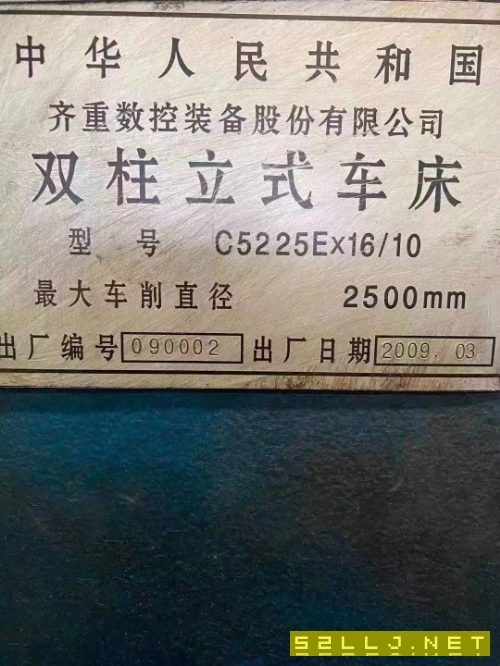 中华人民共和国
齐重数控装备股份有限公司
双柱立式车床
型号 C5225Ex16/10
最大车削直径 2500mm
出厂编号 090002 出厂日期 2009.03
52LLJ.NET